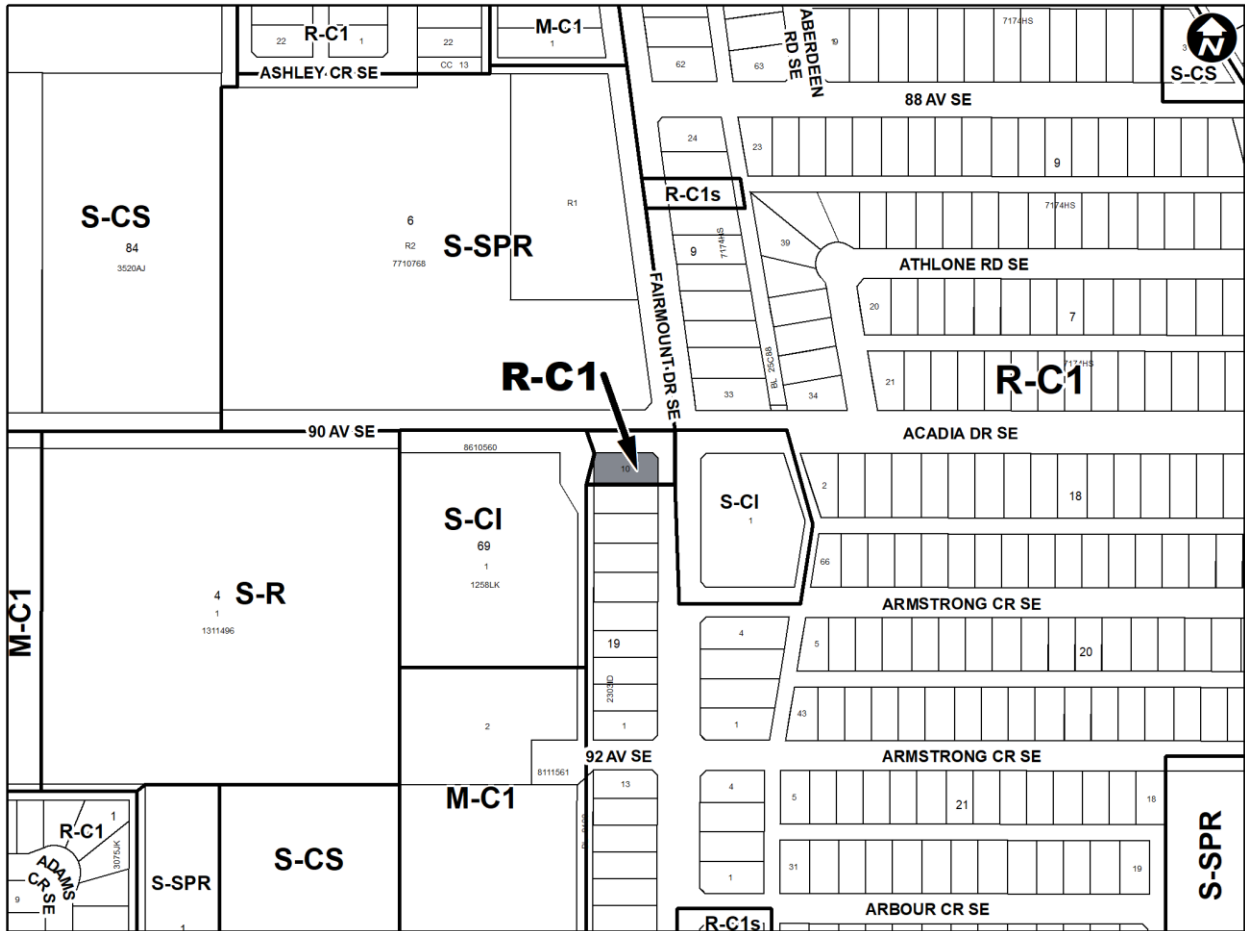 R-C1
22
1
22
CC 13
ASHLEY CR SE
M-C1
1
62
63
ABERDEEN
RD SE
19
7174HS
3
N
S-CS
88 AV SE
24
23
9
R-C1s
7174HS
S-CS
84
3520AJ
6
R2
7710768
S-SPR
R1
9
7174HS
39
ATHLONE RD SE
FAIRMOUNT DR SE
20
7
BL 25C88
21
7174HS
R-C1
R-C1
33
34
90 AV SE
ACADIA DR SE
8610560
10
S-CI
69
1
1258LK
S-CI
1
2
18
66
M-C1
4
S-R
1
1311496
ARMSTRONG CR SE
19
2303ID
1
4
1
5
20
43
2
8111561
92 AV SE
ARMSTRONG CR SE
M-C1
13
4
5
21
18
1
R-C1
3075JK
ADAMS
CR SE
9
S-SPR
1
S-CS
31
19
1
S-SPR
ARBOUR CR SE
R-C1s